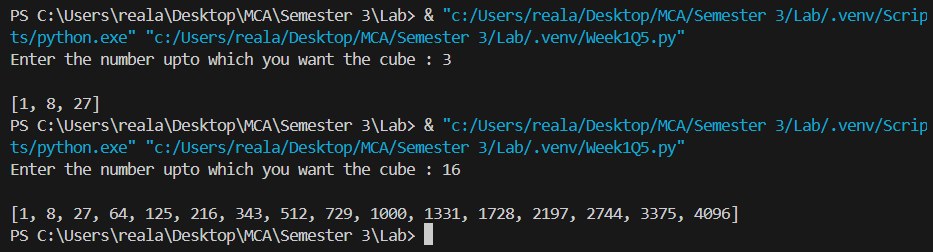 PS C:\Users\reala\Desktop\MCA\Semester 3\Lab> & "c:/Users/reala/Desktop/MCA/Semester 3/Lab/.venv/Scrip
ts/python.exe" "c:/Users/reala/Desktop/MCA/Semester 3/Lab/.venv/Week1Q5.py"
Enter the number upto which you want the cube : 3
[1, 8, 27]
PS C:\Users\reala\Desktop\MCA\Semester 3\Lab> & "c:/Users/reala/Desktop/MCA/Semester 3/Lab/.venv/Scrip
ts/python.exe" "c:/Users/reala/Desktop/MCA/Semester 3/Lab/.venv/Week1Q5.py"
Enter the number upto which you want the cube : 16
[1, 8, 27, 64, 125, 216, 343, 512, 729, 1000, 1331, 1728, 2197, 2744, 3375, 4096]
PS C:\Users\reala\Desktop\MCA\Semester 3\Lab>